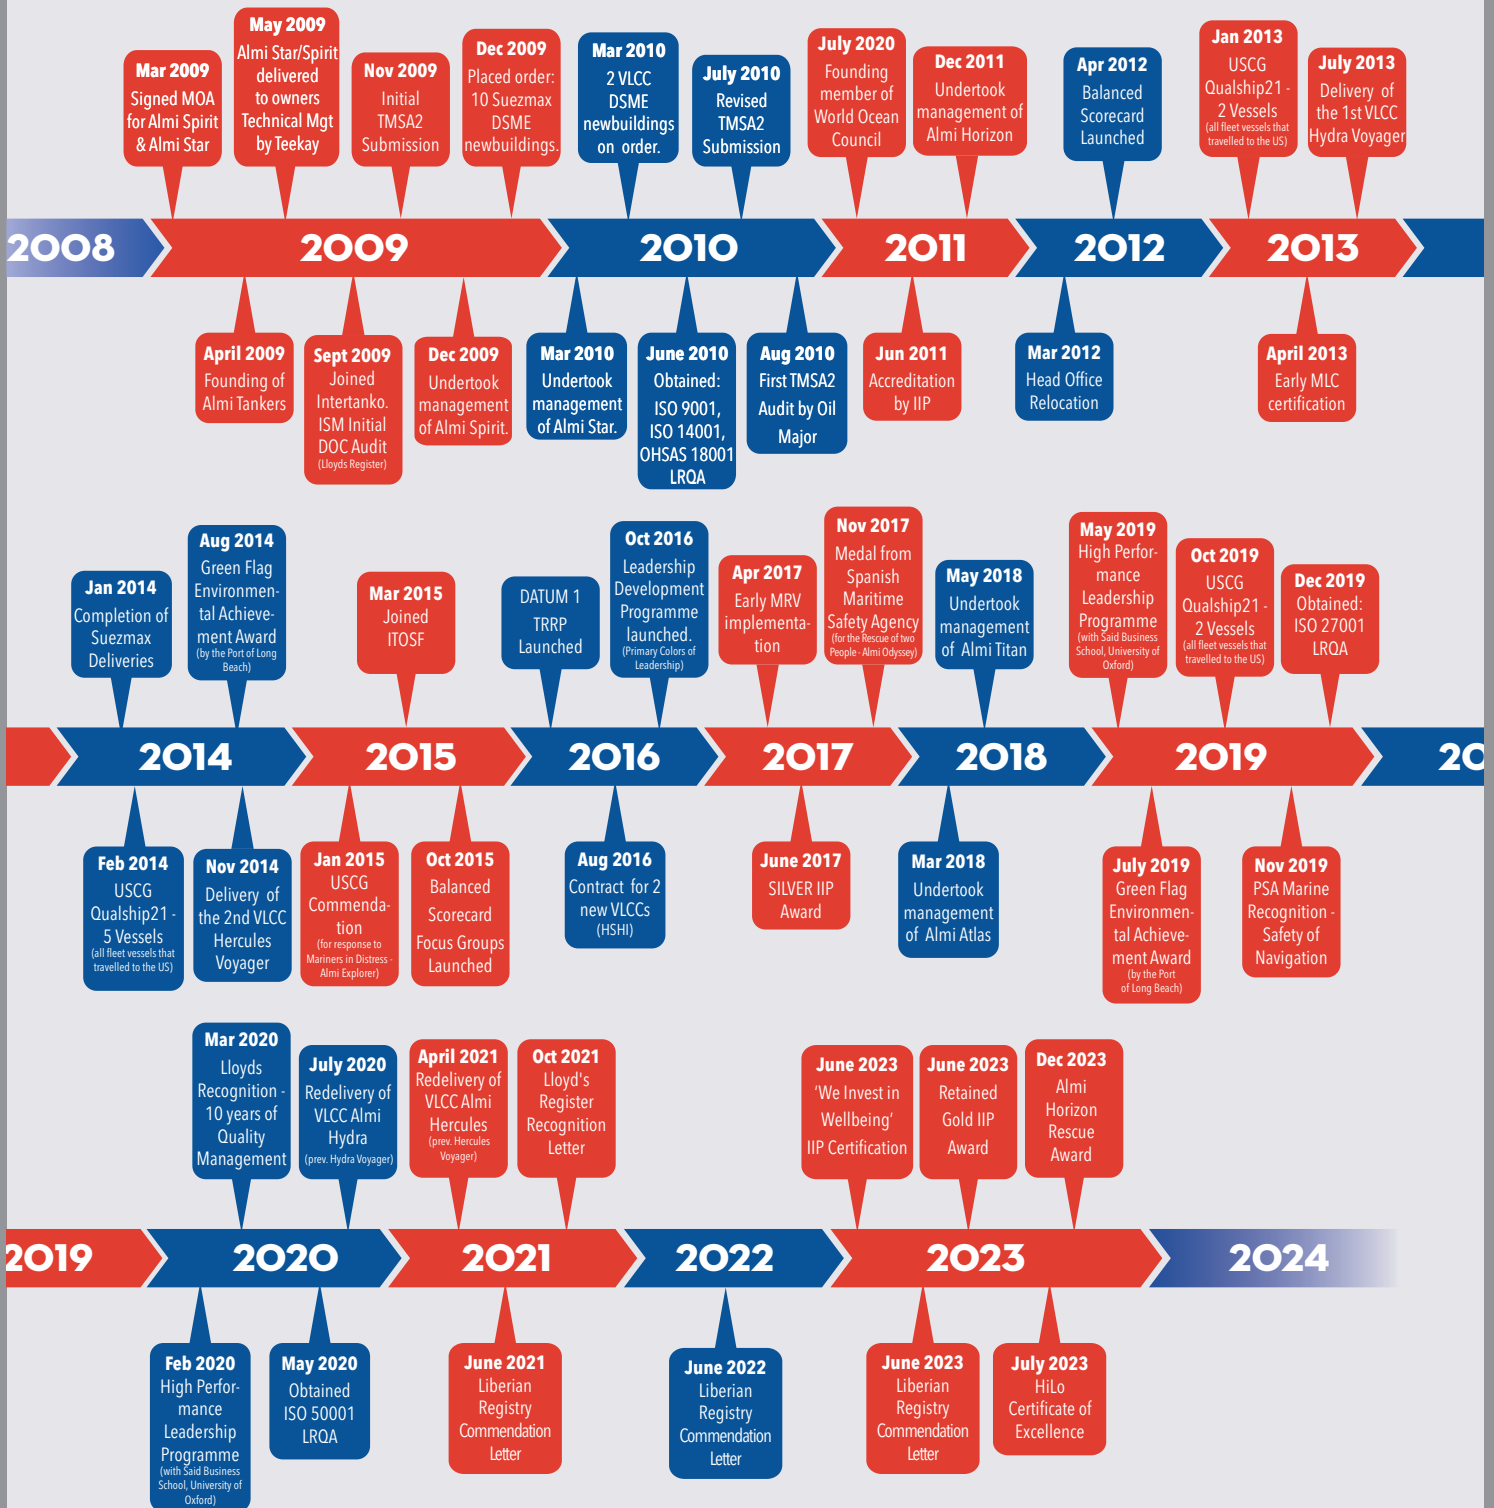 Mar 2009
Signed MOA
for Almi Spirit
& Almi Star
May 2009
Almi Star/Spirit
delivered
to owners
Technical Mgt
by Teekay
Nov 2009
Initial
TMSA2
Submission
Dec 2009
Placed order:
10 Suezmax
DSME
newbuildings.
Mar 2010
2 VLCC
DSME
newbuildings
on order.
July 2010
Revised
TMSA2
Submission
July 2020
Founding
member of
World Ocean
Council
Dec 2011
Undertook
management of
Almi Horizon
Apr 2012
Balanced
Scorecard
Launched
Jan 2013
USCG
Qualship21 -
2 Vessels
(all fleet vessels that
travelled to the US)
July 2013
Delivery of
the 1st VLCC
Hydra Voyager
2008
2009
2010
2011
2012
2013
April 2009
Founding of
Almi Tankers
Sept 2009
Joined
Intertanko.
ISM Initial
DOC Audit
(Lloyds Register)
Dec 2009
Undertook
management
of Almi Spirit.
Mar 2010
Undertook
management
of Almi Star.
June 2010
Obtained:
ISO 9001,
ISO 14001,
OHSAS 18001
LRQA
Aug 2010
First TMSA2
Audit by Oil
Major
Jun 2011
Accreditation
by IIP
Mar 2012
Head Office
Relocation
April 2013
Early MLC
certification
Jan 2014
Completion of
Suezmax
Deliveries
Aug 2014
Green Flag
Environmen-
tal Achieve-
ment Award
(by the Port of Long
Beach)
Mar 2015
Joined
ITOSF
DATUM 1
TRRP
Launched
Oct 2016
Leadership
Development
Programme
launched.
(Primary Colors of
Leadership)
Apr 2017
Early MRV
implementa-
tion
Nov 2017
Medal from
Spanish
Maritime
Safety Agency
(for the Rescue of two
People - Almi Odyssey)
May 2018
Undertook
management
of Almi Titan
May 2019
High Perfor-
mance
Leadership
Programme
(with Said Business
School, University of
Oxford)
Oct 2019
USCG
Qualship21 -
2 Vessels
(all fleet vessels that
travelled to the US)
Dec 2019
Obtained:
ISO 27001
LRQA
2014
2015
2016
2017
2018
2019
20
Feb 2014
USCG
Qualship21 -
5 Vessels
(all fleet vessels that
travelled to the US)
Nov 2014
Delivery of
the 2nd VLCC
Hercules
Voyager
Jan 2015
USCG
Commenda-
tion
(for response to
Mariners in Distress -
Almi Explorer)
Oct 2015
Balanced
Scorecard
Focus Groups
Launched
Aug 2016
Contract for 2
new VLCCs
(HSHI)
June 2017
SILVER IIP
Award
Mar 2018
Undertook
management
of Almi Atlas
July 2019
Green Flag
Environmen-
tal Achieve-
ment Award
(by the Port
of Long Beach)
Nov 2019
PSA Marine
Recognition -
Safety of
Navigation
Mar 2020
Lloyds
Recognition -
10 years of
Quality
Management
July 2020
Redelivery of
VLCC Almi
Hydra
(prev. Hydra Voyager)
April 2021
Redelivery of
VLCC Almi
Hercules
(prev. Hercules
Voyager)
Oct 2021
Lloyd's
Register
Recognition
Letter
June 2023
‘We Invest in
Wellbeing’
IIP Certification
June 2023
Retained
Gold IIP
Award
Dec 2023
Almi
Horizon
Rescue
Award
2019
2020
2021
2022
2023
2024
Feb 2020
High Perfor-
mance
Leadership
Programme
(with Said Business
School, University of
Oxford)
May 2020
Obtained
ISO 50001
LRQA
June 2021
Liberian
Registry
Commendation
Letter
June 2022
Liberian
Registry
Commendation
Letter
June 2023
Liberian
Registry
Commendation
Letter
July 2023
HiLo
Certificate of
Excellence